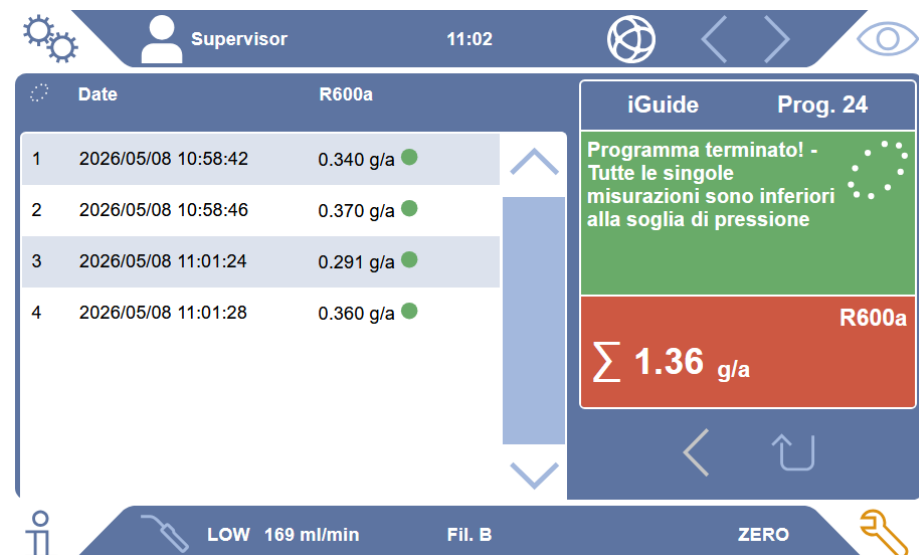 Supervisor 11:02
Date R600a
1 2026/05/08 10:58:42 0.340 g/a
2 2026/05/08 10:58:46 0.370 g/a
3 2026/05/08 11:01:24 0.291 g/a
4 2026/05/08 11:01:28 0.360 g/a
iGuide Prog. 24
Programma terminato! -
Tutte le singole
misurazioni sono inferiori
alla soglia di pressione
R600a
∑ 1.36 g/a
LOW 169 ml/min Fil. B ZERO